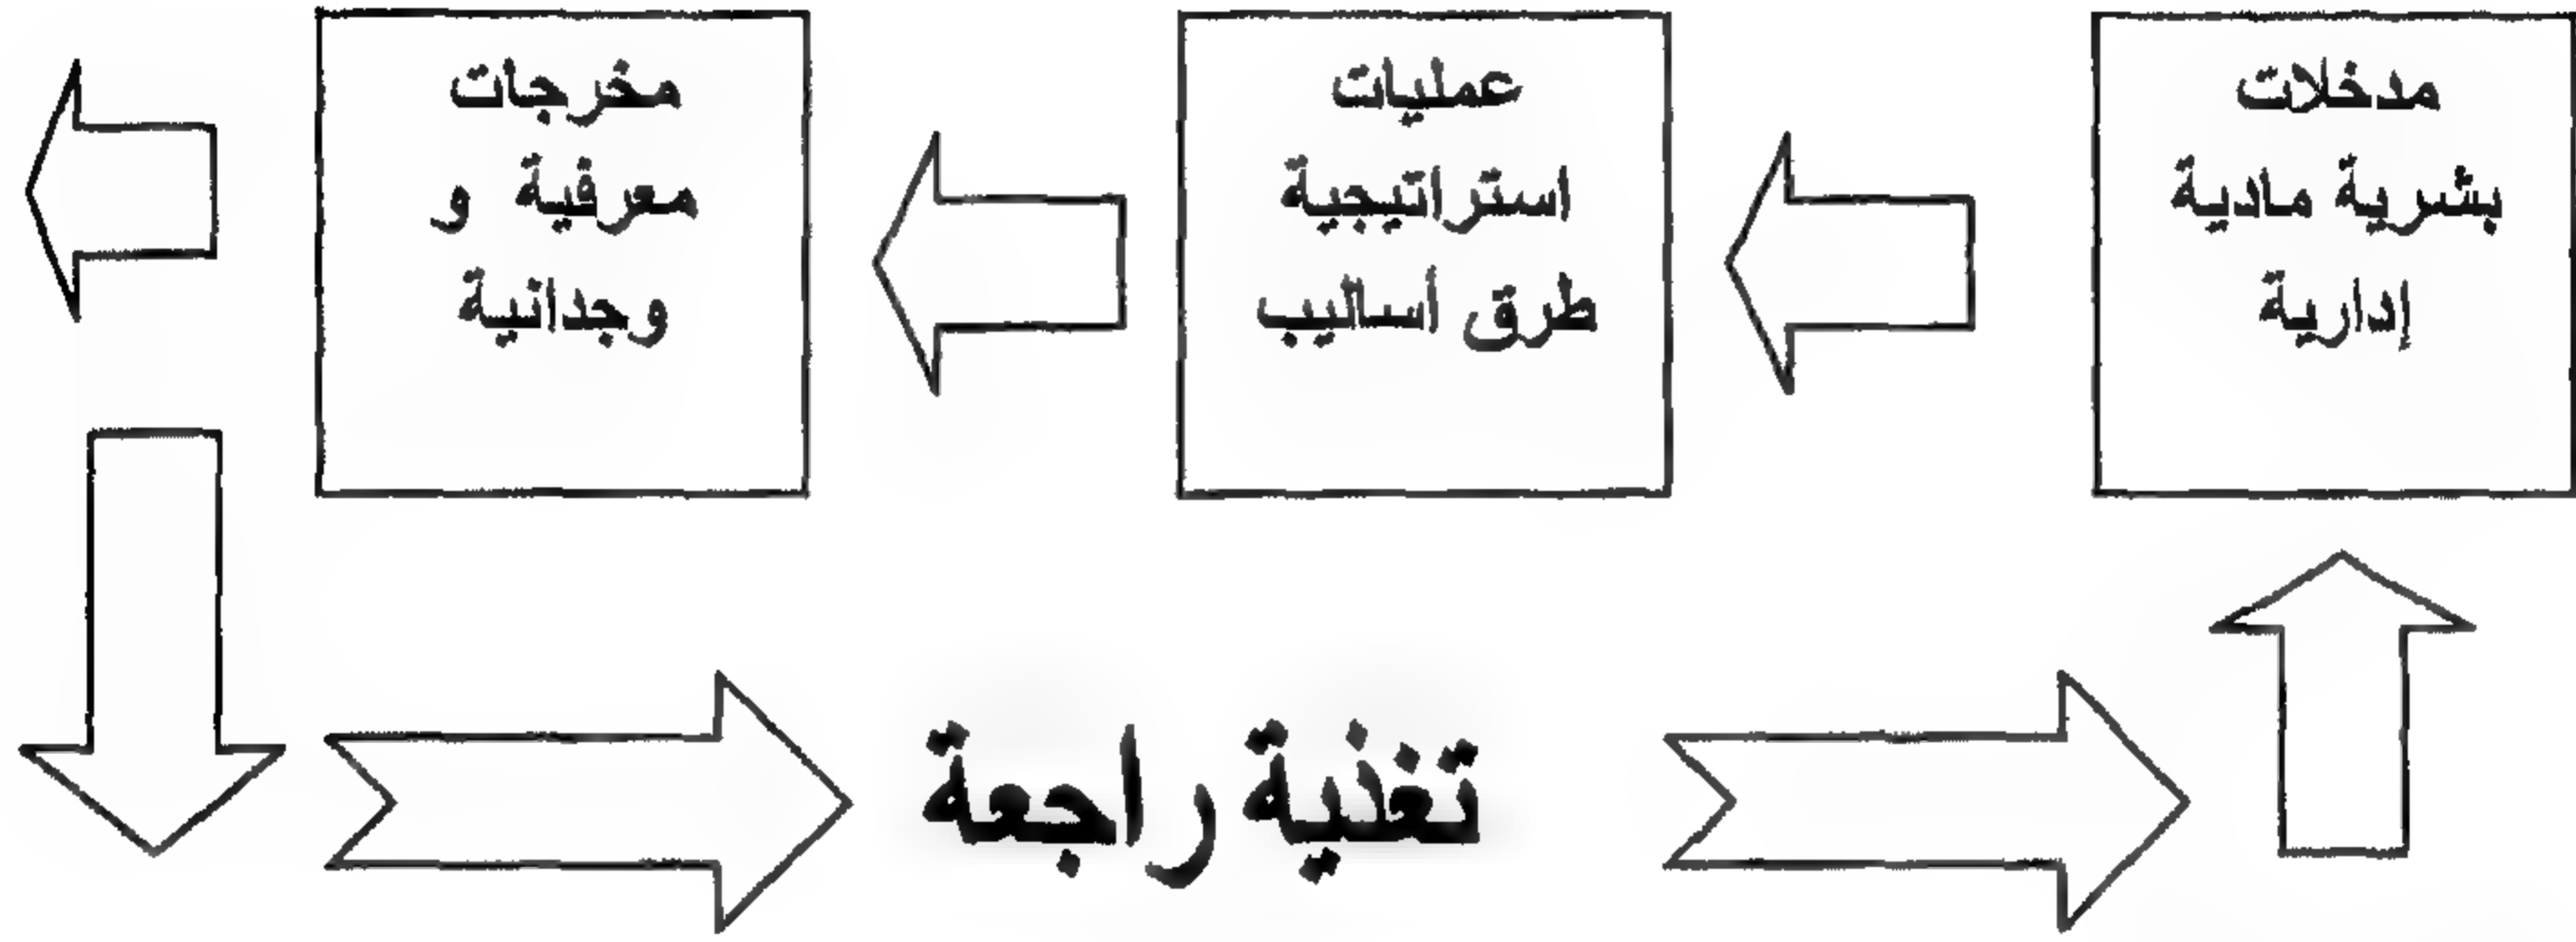 مدخلات
بشرية مادية
إدارية
عمليات
استراتيجية
طرق أساليب
مخرجات
معرفية و
وجدانية
تغذية راجعة